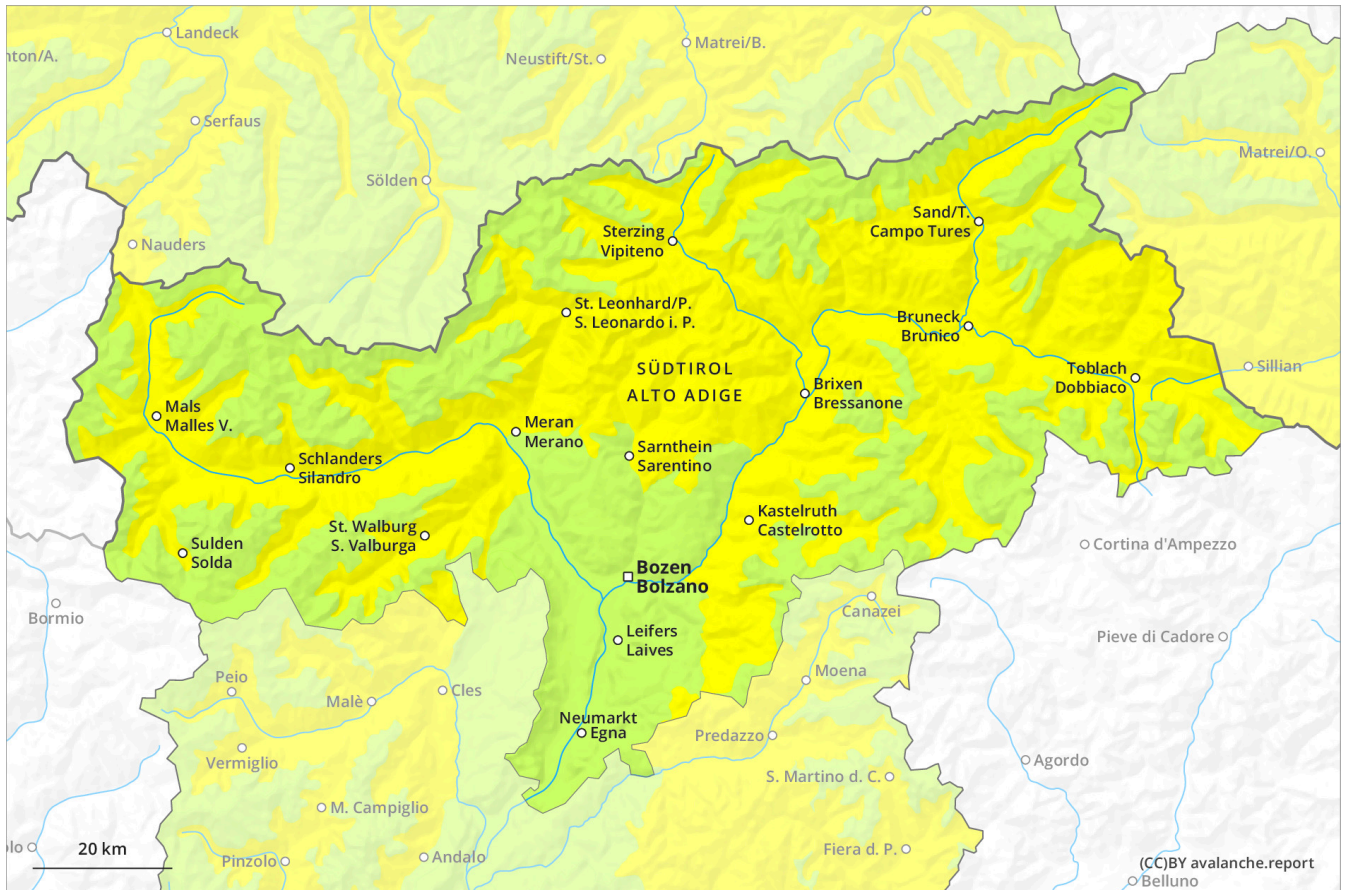 Landeck
Matrei/B.
Neustift/St.
nton/A.
Serfaus
Matrei/O.
Sölden
Sand/T.
Campo Tures
Sterzing
Vipiteno
Nauders
St. Leonhard/P.
S. Leonardo i. P.
Bruneck
Brunico
Sillian
Toblach
Dobbiaco
SÜDTIROL
ALTO ADIGE
Brixen
Bressanone
Mals
Malles V.
Meran
Merano
Sarnthein
Sarentino
Schlanders
Silandro
Kastelruth
Castelrotto
St. Walburg
S. Valburga
Sulden
Solda
Cortina d'Ampezzo
Bozen
Bolzano
Bormio
Canazei
Leifers
Laives
Pieve di Cadore
Moena
Peio
Malè
Cles
Neumarkt
Egna
Predazzo
Vermiglio
Agordo
S. Martino d. C.
M. Campiglio
olo
20 km
Pinzolo
Andalo
Fiera d. P.
(CC)BY avalanche.report
Belluno